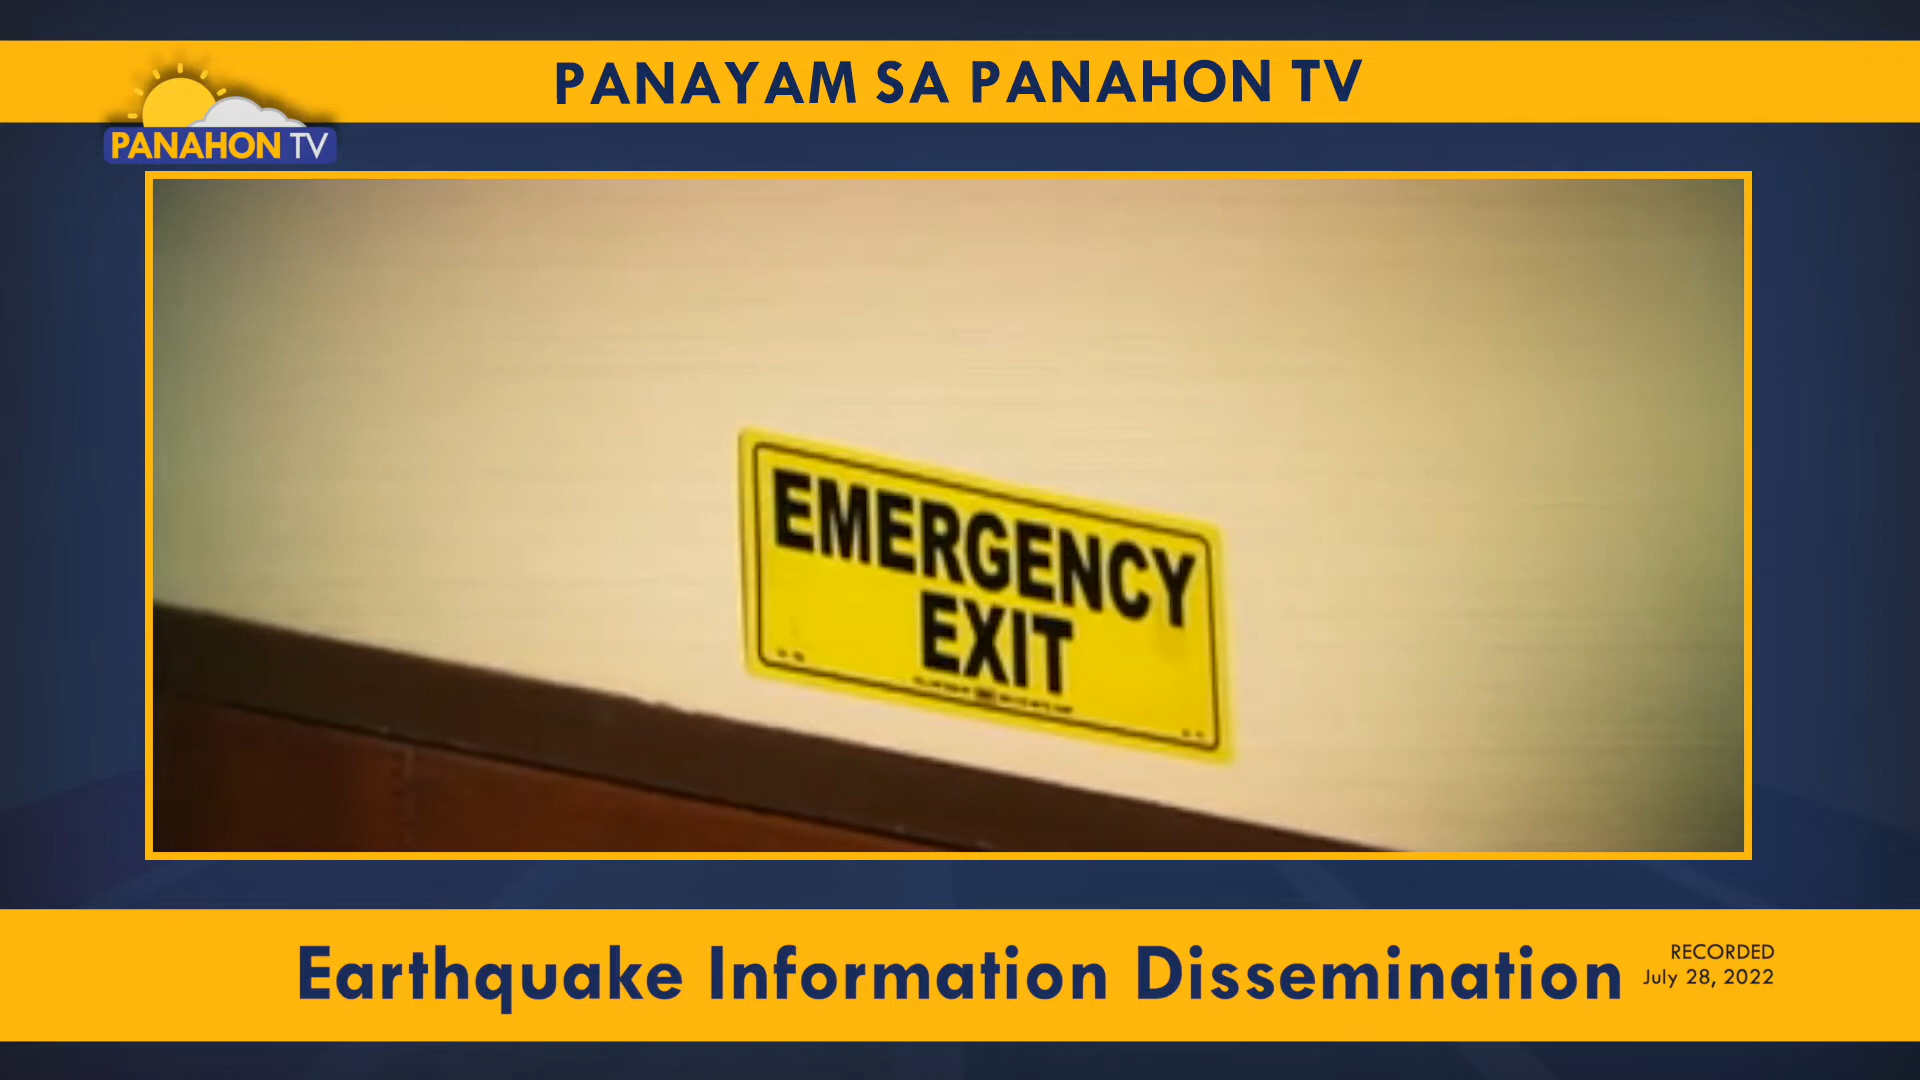 PANAYAM SA PANAHON TV
PANAHON TV
EMERGENCY
EXIT
Earthquake Information Dissemination
RECORDED
July 28, 2022